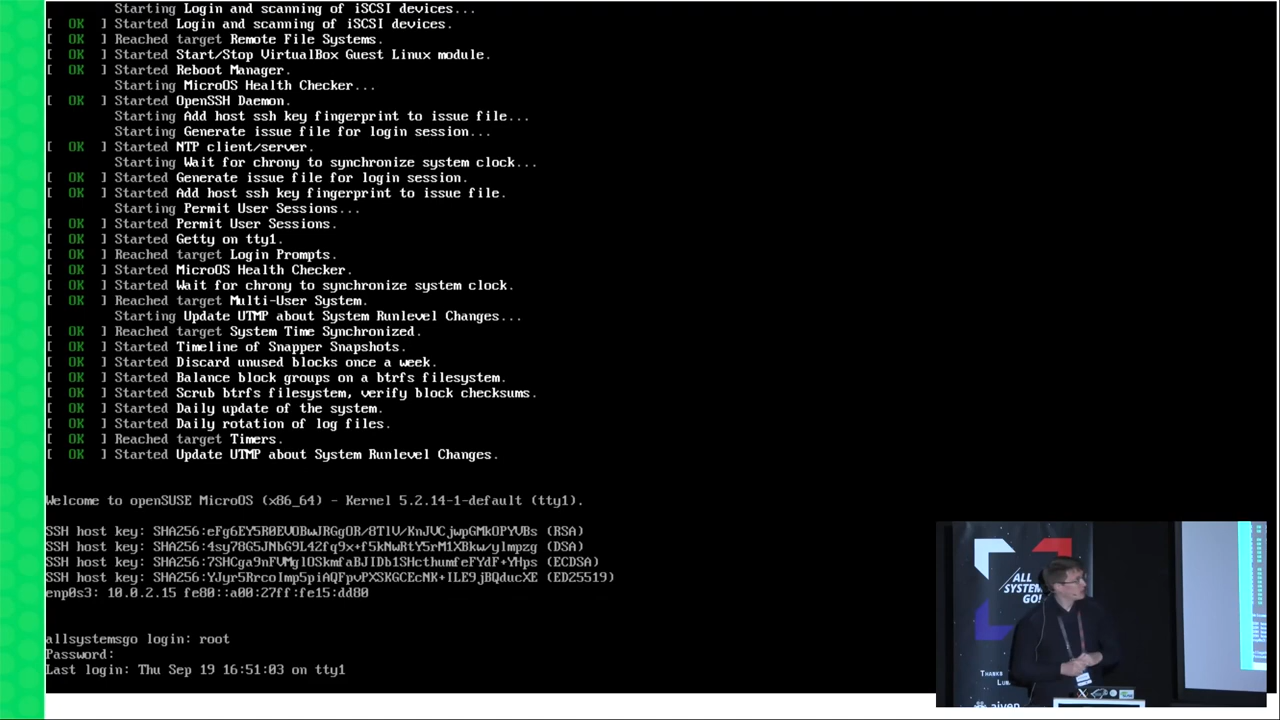 Starting Login and scanning of iSCSI devices...
[  OK  ] Started Login and scanning of iSCSI devices.
[  OK  ] Reached target Remote File Systems.
[  OK  ] Started Start/Stop VirtualBox Guest Linux module.
[  OK  ] Started Reboot Manager.
Starting MicroOS Health Checker...
[  OK  ] Started OpenSSH Daemon.
Starting Add host ssh key fingerprint to issue file...
Starting Generate issue file for login session...
[  OK  ] Started NTP client/server.
Starting Wait for chrony to synchronize system clock...
[  OK  ] Started Generate issue file for login session.
[  OK  ] Started Add host ssh key fingerprint to issue file.
Starting Permit User Sessions...
[  OK  ] Started Permit User Sessions.
[  OK  ] Started Getty on tty1.
[  OK  ] Reached target Login Prompts.
[  OK  ] Started MicroOS Health Checker.
[  OK  ] Started Wait for chrony to synchronize system clock.
[  OK  ] Reached target Multi-User System.
Starting Update UTMP about System Runlevel Changes...
[  OK  ] Reached target System Time Synchronized.
[  OK  ] Started Timeline of Snapper Snapshots.
[  OK  ] Started Discard unused blocks once a week.
[  OK  ] Started Balance block groups on a btrfs filesystem.
[  OK  ] Started Scrub btrfs filesystem, verify block checksums.
[  OK  ] Started Daily update of the system.
[  OK  ] Started Daily rotation of log files.
[  OK  ] Reached target Timers.
[  OK  ] Started Update UTMP about System Runlevel Changes.
Welcome to openSUSE MicroOS (x86_64) - Kernel 5.2.14-1-default (tty1).
SSH host key: SHA256:eFg6EY5R0EVOBwJRGgOR/8TlV/KnJVCjwpGMkOPYVBs (RSA)
SSH host key: SHA256:4sy78G5JNbG9L42fq9x+f5kNwRtY5rM1XBkw/ylmpzg (DSA)
SSH host key: SHA256:7SHCga9nFVMglOSkmfaBJIDb1SHcthumfeFYdF+YHps (ECDSA)
SSH host key: SHA256:YJyr5RrcoImp5piAQFpvPXSKGCEcNK+ILE9jBQducXE (ED25519)
enp0s3: 10.0.2.15 fe80::a00:27ff:fe15:dd80
allsystemsgo login: root
Password:
Last login: Thu Sep 19 16:51:03 on tty1
ALL
SYSTEMS
GO!
THANKS
aiven